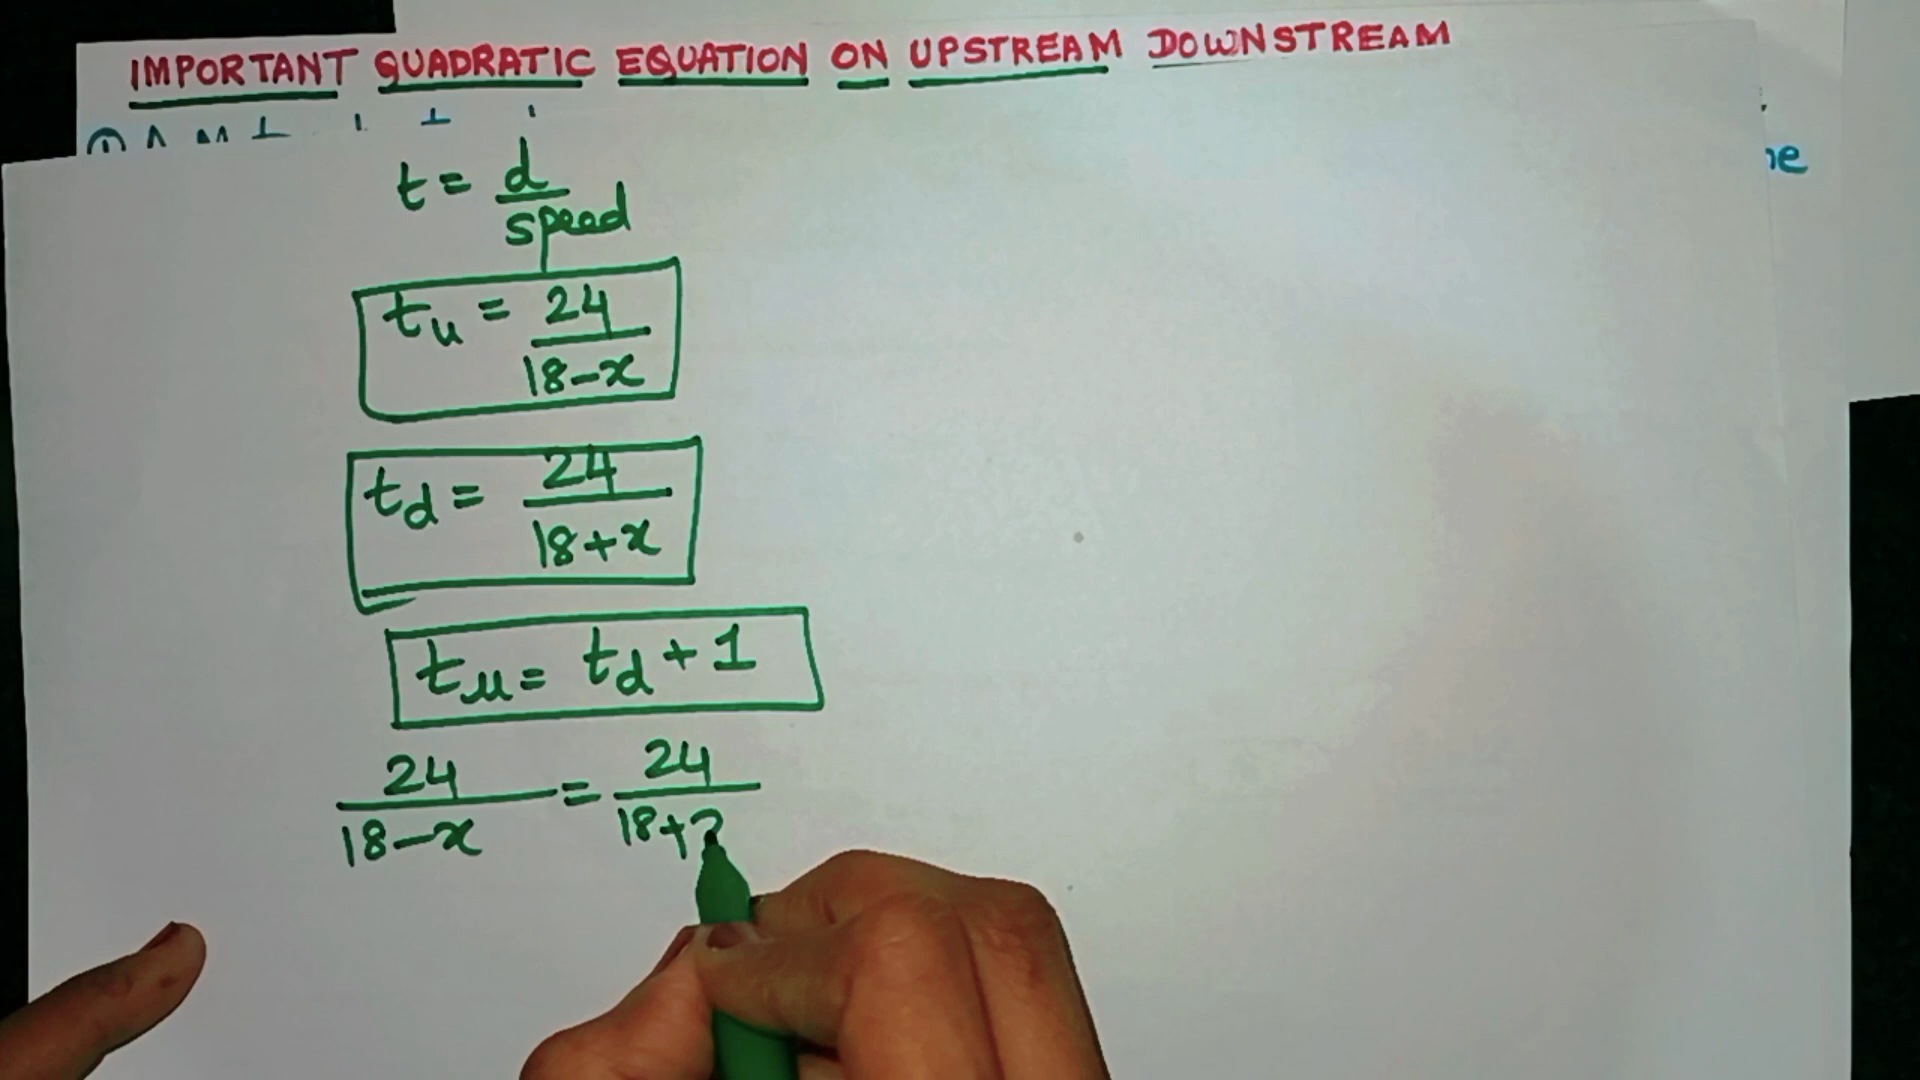 IMPORTANT QUADRATIC EQUATION ON UPSTREAM DOWNSTREAM
t = d / speed
tu = 24 / 18-x
td = 24 / 18+x
tu = td + 1
24 / 18-x = 24 / 18+